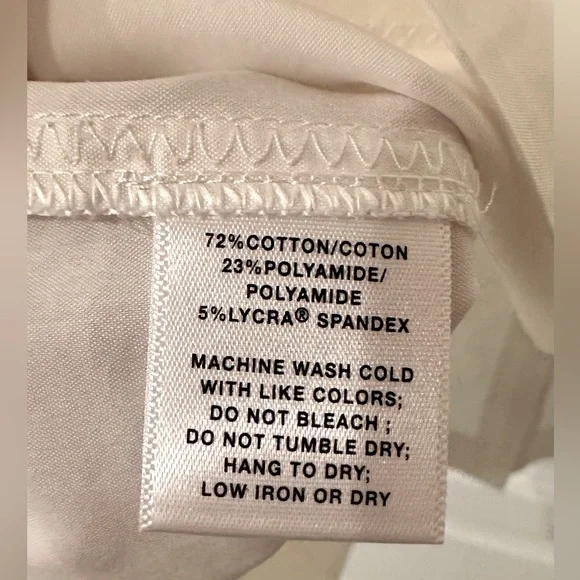 72%COTTON/COTON
23%POLYAMIDE/
POLYAMIDE
5%LYCRA® SPANDEX
MACHINE WASH COLD
WITH LIKE COLORS;
DO NOT BLEACH ;
DO NOT TUMBLE DRY;
HANG TO DRY;
LOW IRON OR DRY